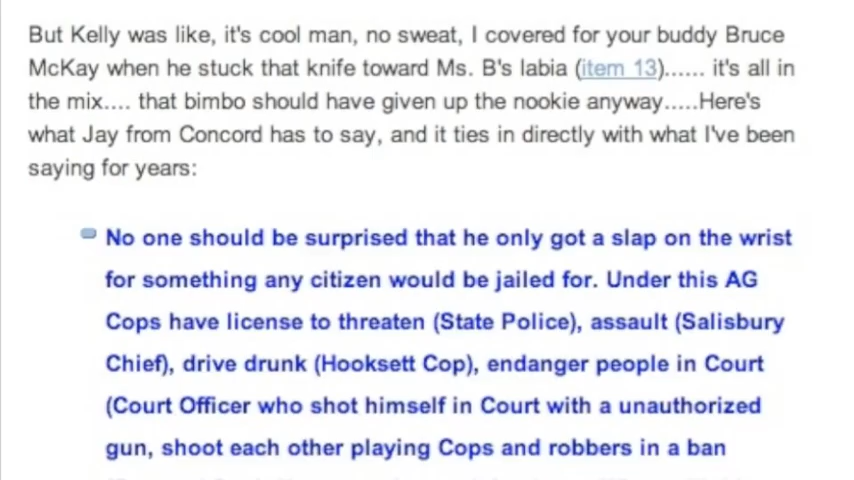 But Kelly was like, it's cool man, no sweat, I covered for your buddy Bruce
McKay when he stuck that knife toward Ms. B's labia (item 13)...... it's all in
the mix.... that bimbo should have given up the nookie anyway.....Here's
what Jay from Concord has to say, and it ties in directly with what I've been
saying for years:
No one should be surprised that he only got a slap on the wrist
for something any citizen would be jailed for. Under this AG
Cops have license to threaten (State Police), assault (Salisbury
Chief), drive drunk (Hooksett Cop), endanger people in Court
(Court Officer who shot himself in Court with a unauthorized
gun, shoot each other playing Cops and robbers in a ban